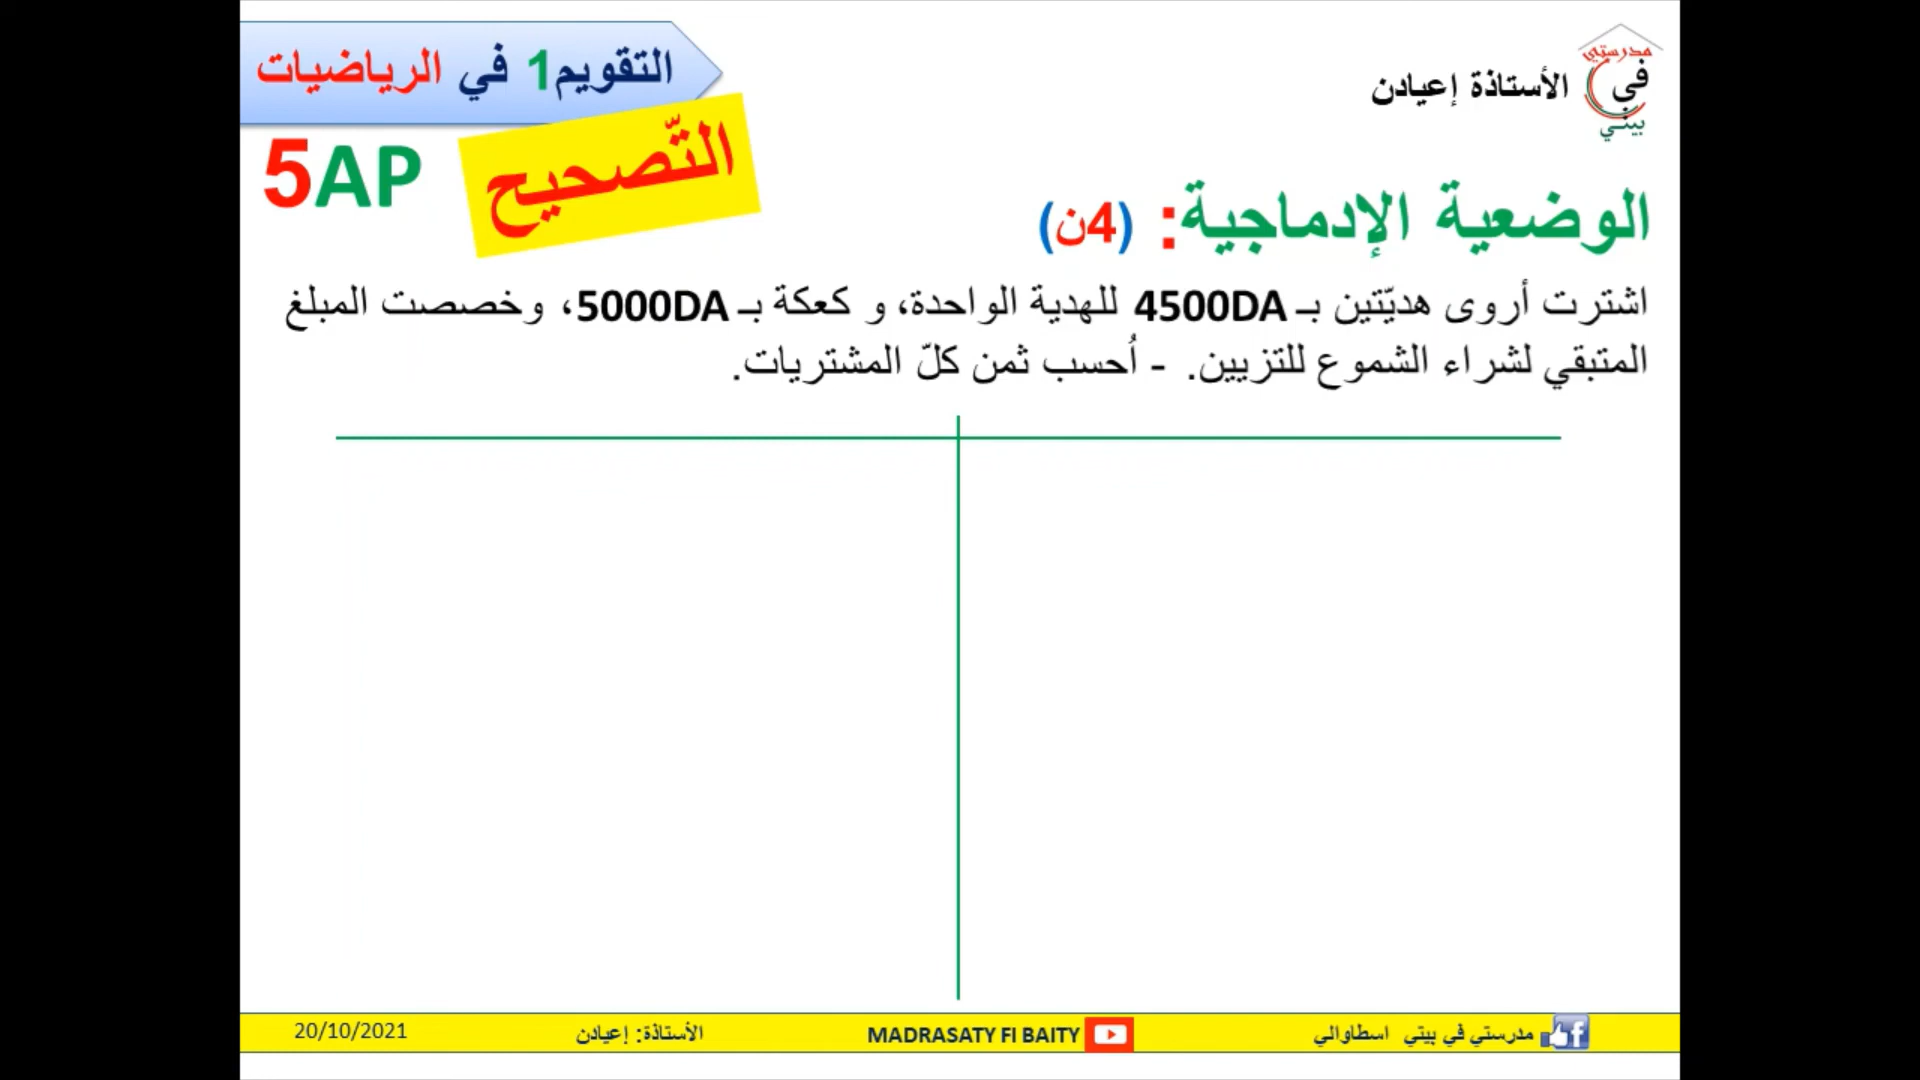 التقويم1 في الرياضيات
مدرستي
في
بيتي
الأستاذة إعيادن
التّصحيح
5AP
الوضعية الإدماجية: (4ن)
اشترت أروى هديّتين بـ 4500DA للهدية الواحدة، و كعكة بـ 5000DA، وخصصت المبلغ
المتبقي لشراء الشموع للتزيين. - اُحسب ثمن كلّ المشتريات.
مدرستي في بيتي اسطاوالي
MADRASATY FI BAITY
الأستاذة: إعيادن
20/10/2021